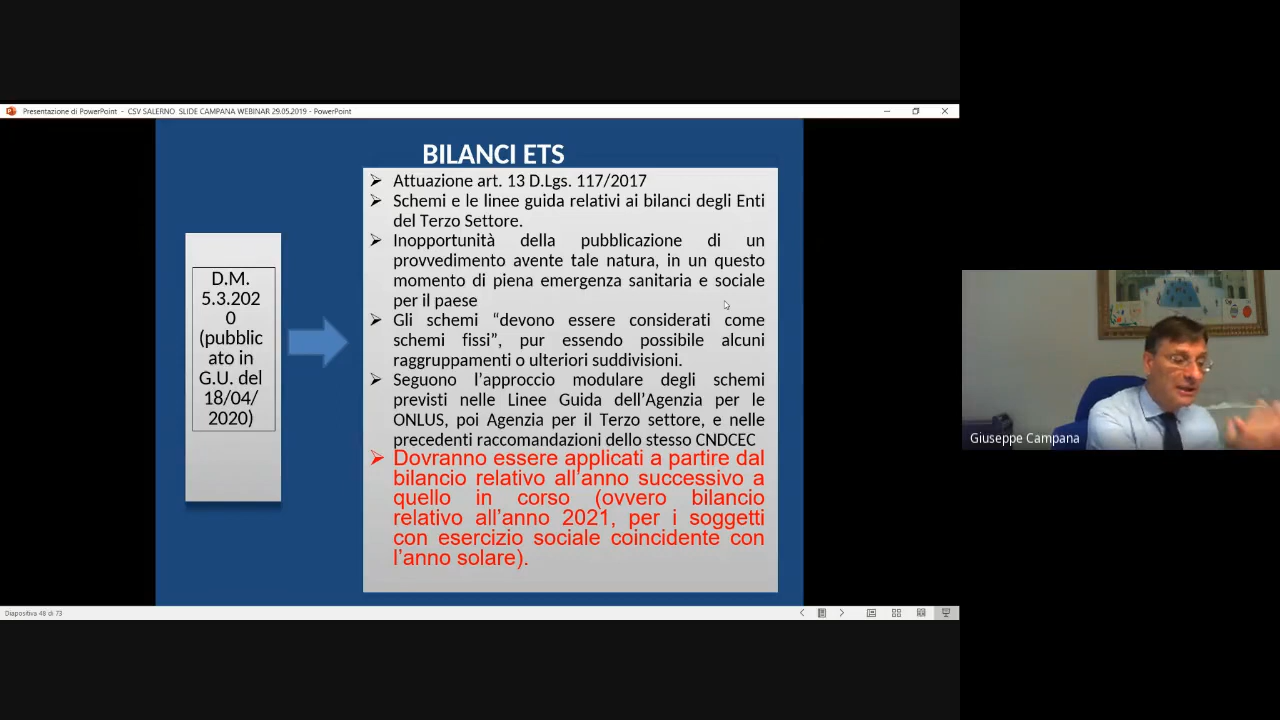 Presentazione di PowerPoint - CSV SALERNO SLIDE CAMPANA WEBINAR 29.05.2019 - PowerPoint
BILANCI ETS
D.M.
5.3.202
0
(pubblic
ato in
G.U. del
18/04/
2020)
➢ Attuazione art. 13 D.Lgs. 117/2017
➢ Schemi e le linee guida relativi ai bilanci degli Enti
del Terzo Settore.
➢ Inopportunità della pubblicazione di un
provvedimento avente tale natura, in un questo
momento di piena emergenza sanitaria e sociale
per il paese
➢ Gli schemi “devono essere considerati come
schemi fissi”, pur essendo possibile alcuni
raggruppamenti o ulteriori suddivisioni.
➢ Seguono l’approccio modulare degli schemi
previsti nelle Linee Guida dell’Agenzia per le
ONLUS, poi Agenzia per il Terzo settore, e nelle
precedenti raccomandazioni dello stesso CNDCEC
➢ Dovranno essere applicati a partire dal
bilancio relativo all’anno successivo a
quello in corso (ovvero bilancio
relativo all’anno 2021, per i soggetti
con esercizio sociale coincidente con
l’anno solare).
Diapositiva 48 di 73
Giuseppe Campana